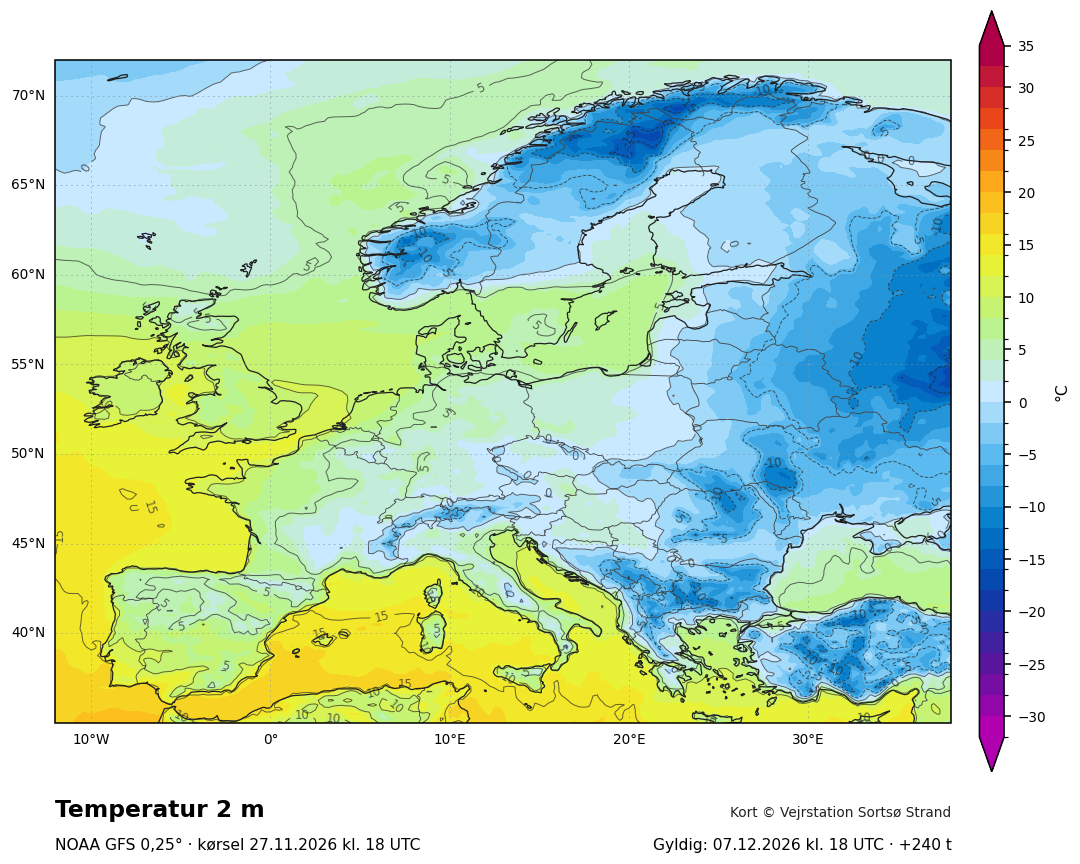 35
30
25
20
15
10
5
0
−5
−10
−15
−20
−25
−30
°C
70°N
65°N
60°N
55°N
50°N
45°N
40°N
10°W
0°
10°E
20°E
30°E
Temperatur 2 m
Kort © Vejrstation Sortsø Strand
NOAA GFS 0,25° · kørsel 27.11.2026 kl. 18 UTC
Gyldig: 07.12.2026 kl. 18 UTC · +240 t